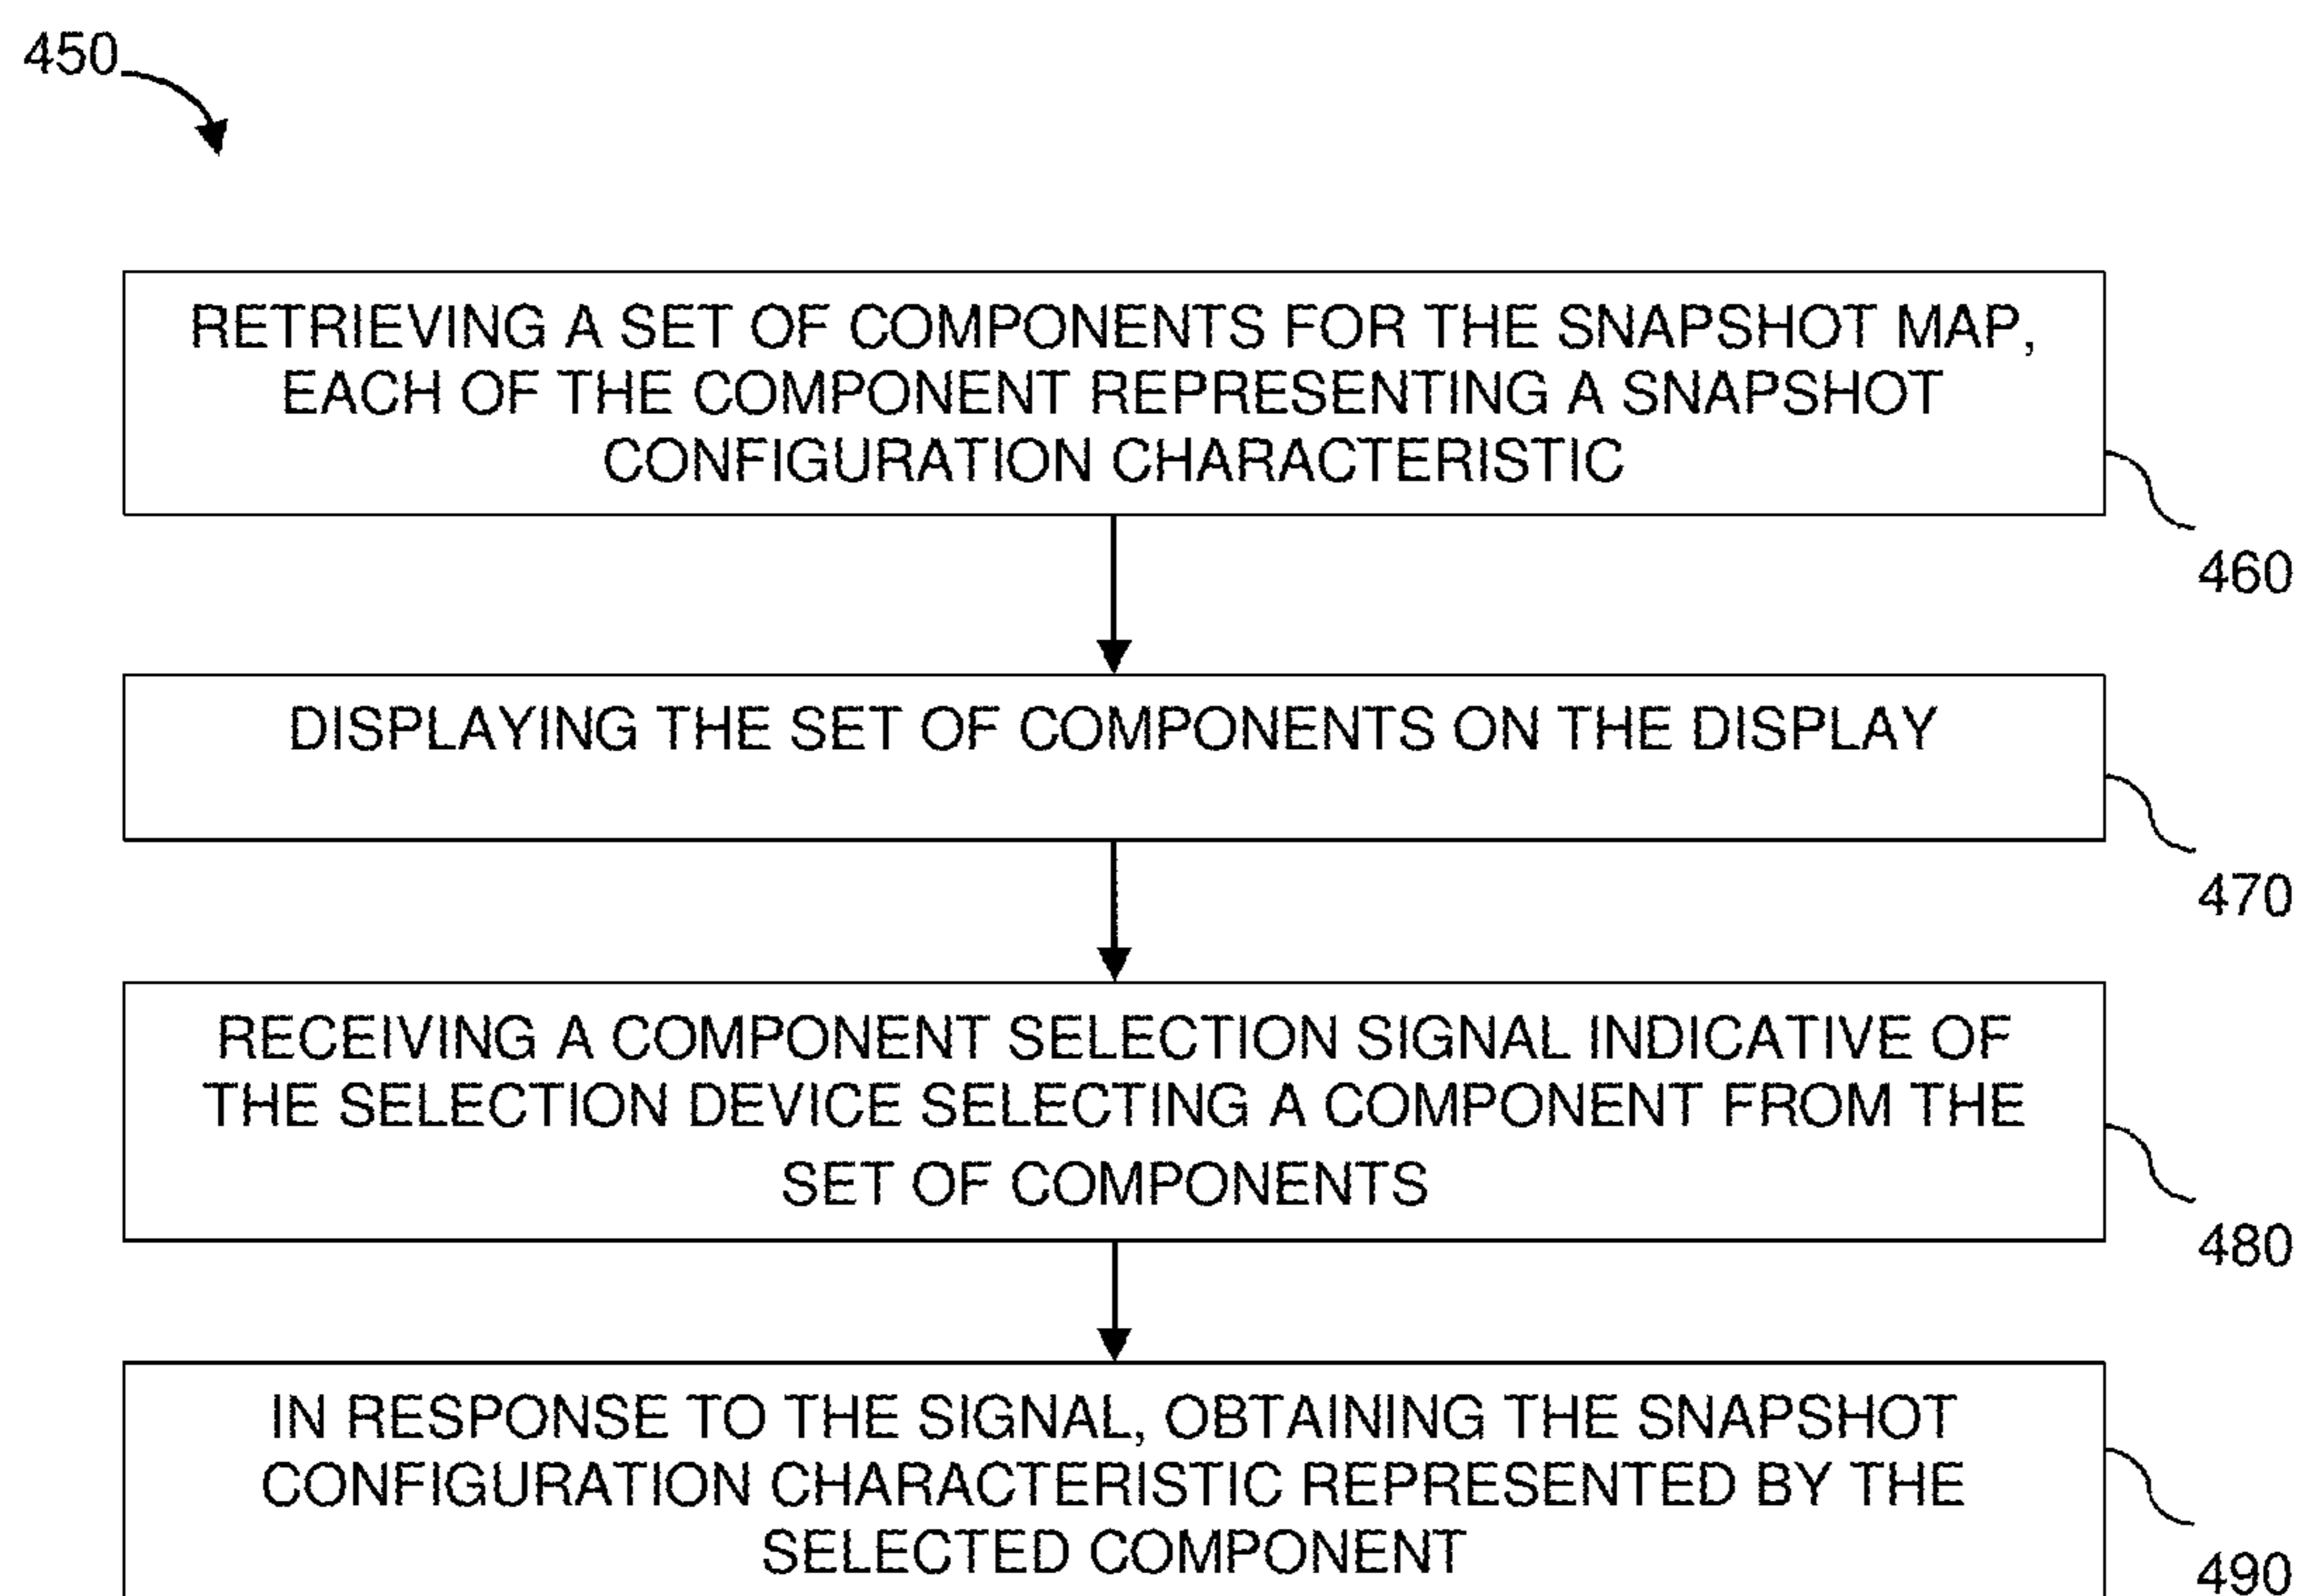 450
RETRIEVING A SET OF COMPONENTS FOR THE SNAPSHOT MAP,
EACH OF THE COMPONENT REPRESENTING A SNAPSHOT
CONFIGURATION CHARACTERISTIC
460
DISPLAYING THE SET OF COMPONENTS ON THE DISPLAY
470
RECEIVING A COMPONENT SELECTION SIGNAL INDICATIVE OF
THE SELECTION DEVICE SELECTING A COMPONENT FROM THE
SET OF COMPONENTS
480
IN RESPONSE TO THE SIGNAL, OBTAINING THE SNAPSHOT
CONFIGURATION CHARACTERISTIC REPRESENTED BY THE
SELECTED COMPONENT
490